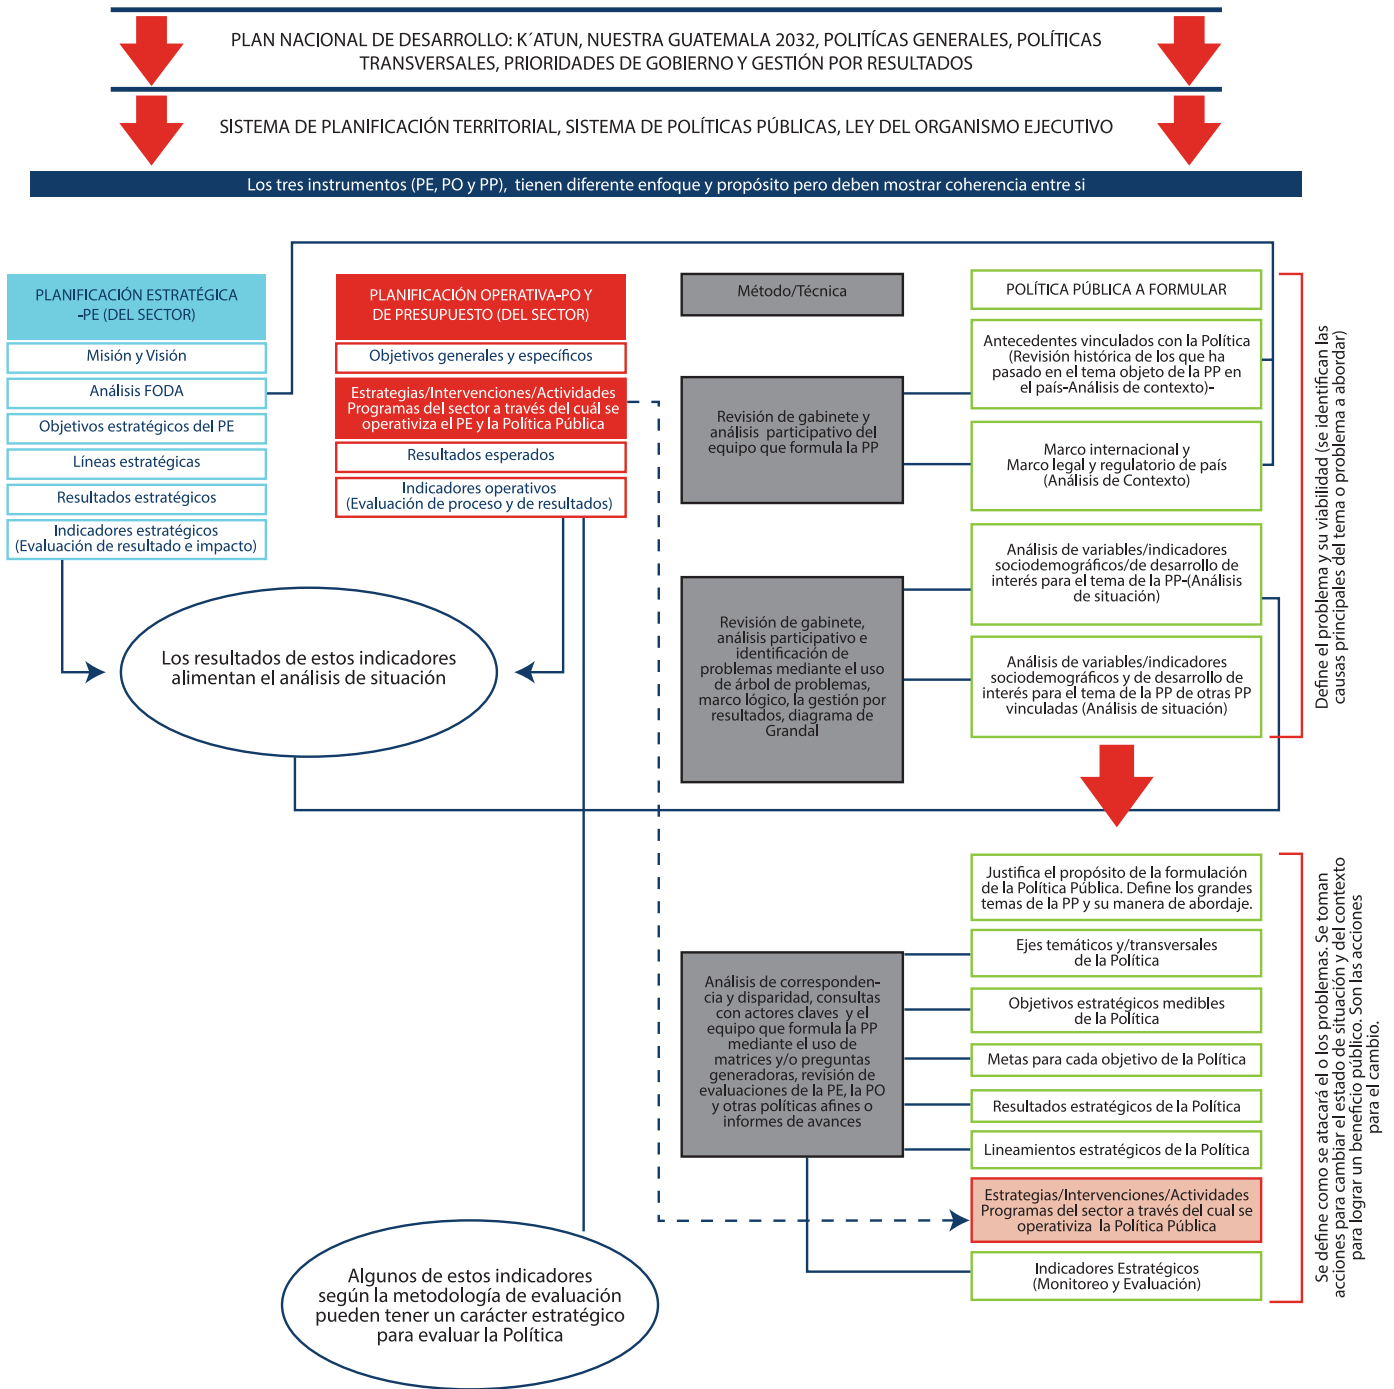 PLAN NACIONAL DE DESARROLLO: K´ATUN, NUESTRA GUATEMALA 2032, POLITÍCAS GENERALES, POLÍTICAS
TRANSVERSALES, PRIORIDADES DE GOBIERNO Y GESTIÓN POR RESULTADOS
SISTEMA DE PLANIFICACIÓN TERRITORIAL, SISTEMA DE POLÍTICAS PÚBLICAS, LEY DEL ORGANISMO EJECUTIVO
Los tres instrumentos (PE, PO y PP), tienen diferente enfoque y propósito pero deben mostrar coherencia entre si
PLANIFICACIÓN ESTRATÉGICA
-PE (DEL SECTOR)
Misión y Visión
Análisis FODA
Objetivos estratégicos del PE
Líneas estratégicas
Resultados estratégicos
Indicadores estratégicos
(Evaluación de resultado e impacto)
PLANIFICACIÓN OPERATIVA-PO Y
DE PRESUPUESTO (DEL SECTOR)
Objetivos generales y específicos
Estrategias/Intervenciones/Actividades
Programas del sector a través del cuál se
operativiza el PE y la Política Pública
Resultados esperados
Indicadores operativos
(Evaluación de proceso y de resultados)
Los resultados de estos indicadores
alimentan el análisis de situación
Algunos de estos indicadores
según la metodología de evaluación
pueden tener un carácter estratégico
para evaluar la Política
Método/Técnica
Revisión de gabinete y
análisis participativo del
equipo que formula la PP
Revisión de gabinete,
análisis participativo e
identificación de
problemas mediante el uso
de árbol de problemas,
marco lógico, la gestión por
resultados, diagrama de
Grandal
Análisis de corresponden-
cia y disparidad, consultas
con actores claves y el
equipo que formula la PP
mediante el uso de
matrices y/o preguntas
generadoras, revisión de
evaluaciones de la PE, la PO
y otras políticas afines o
informes de avances
POLÍTICA PÚBLICA A FORMULAR
Antecedentes vinculados con la Política
(Revisión histórica de los que ha
pasado en el tema objeto de la PP en
el país-Análisis de contexto)-
Marco internacional y
Marco legal y regulatorio de país
(Análisis de Contexto)
Análisis de variables/indicadores
sociodemográficos/de desarrollo de
interés para el tema de la PP-(Análisis
de situación)
Análisis de variables/indicadores
sociodemográficos y de desarrollo de
interés para el tema de la PP de otras PP
vinculadas (Análisis de situación)
Define el problema y su viabilidad (se identifican las
causas principales del tema o problema a abordar)
Justifica el propósito de la formulación
de la Política Pública. Define los grandes
temas de la PP y su manera de abordaje.
Ejes temáticos y/transversales
de la Política
Objetivos estratégicos medibles
de la Política
Metas para cada objetivo de la Política
Resultados estratégicos de la Política
Lineamientos estratégicos de la Política
Estrategias/Intervenciones/Actividades
Programas del sector a través del cual se
operativiza la Política Pública
Indicadores Estratégicos
(Monitoreo y Evaluación)
Se define como se atacará el o los problemas. Se toman
acciones para cambiar el estado de situación y del contexto
para lograr un beneficio público. Son las acciones
para el cambio.